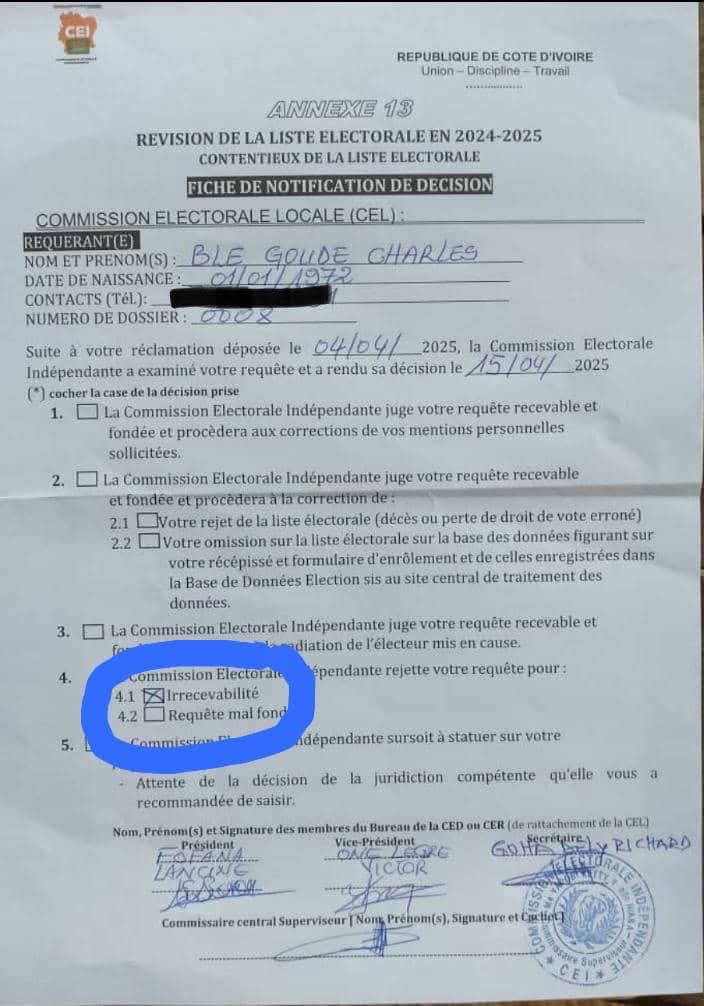 CEI
REPUBLIQUE DE COTE D'IVOIRE
Union – Discipline – Travail
ANNEXE 13
REVISION DE LA LISTE ELECTORALE EN 2024-2025
CONTENTIEUX DE LA LISTE ELECTORALE
FICHE DE NOTIFICATION DE DECISION
COMMISSION ELECTORALE LOCALE (CEL) :
REQUERANT(E)
NOM ET PRENOM(S) : BLE GOUDE CHARLES
DATE DE NAISSANCE : 01/01/1972
CONTACTS (Tél.):
NUMERO DE DOSSIER : 0008
Suite à votre réclamation déposée le 04/04/ 2025, la Commission Electorale
Indépendante a examiné votre requête et a rendu sa décision le 15/04/ 2025
(*) cocher la case de la décision prise
1. La Commission Electorale Indépendante juge votre requête recevable et
fondée et procèdera aux corrections de vos mentions personnelles
sollicitées.
2. La Commission Electorale Indépendante juge votre requête recevable
et fondée et procèdera à la correction de :
2.1 Votre rejet de la liste électorale (décès ou perte de droit de vote erroné)
2.2 Votre omission sur la liste électorale sur la base des données figurant sur
votre récépissé et formulaire d'enrôlement et de celles enregistrées dans
la Base de Données Election sis au site central de traitement des
données.
3. La Commission Electorale Indépendante juge votre requête recevable et
radiation de l'électeur mis en cause.
4. Commission Electorale Indépendante rejette votre requête pour :
4.1 Irrecevabilité
4.2 Requête mal fond
5. Commission Indépendante sursoit à statuer sur votre
- Attente de la décision de la juridiction compétente qu'elle vous a
recommandée de saisir.
Nom, Prénom(s) et Signature des membres du Bureau de la CED ou CER (de rattachement de la CEL)
Président Vice-Président Secrétaire
FOFANA RICHARD
LANCINE VICTOR
Commissaire central Superviseur [ Nom, Prénom(s), Signature et Cachet]
COMMISSION ELECTORALE INDEPENDANTE
Commissaire Superviseur
CEI